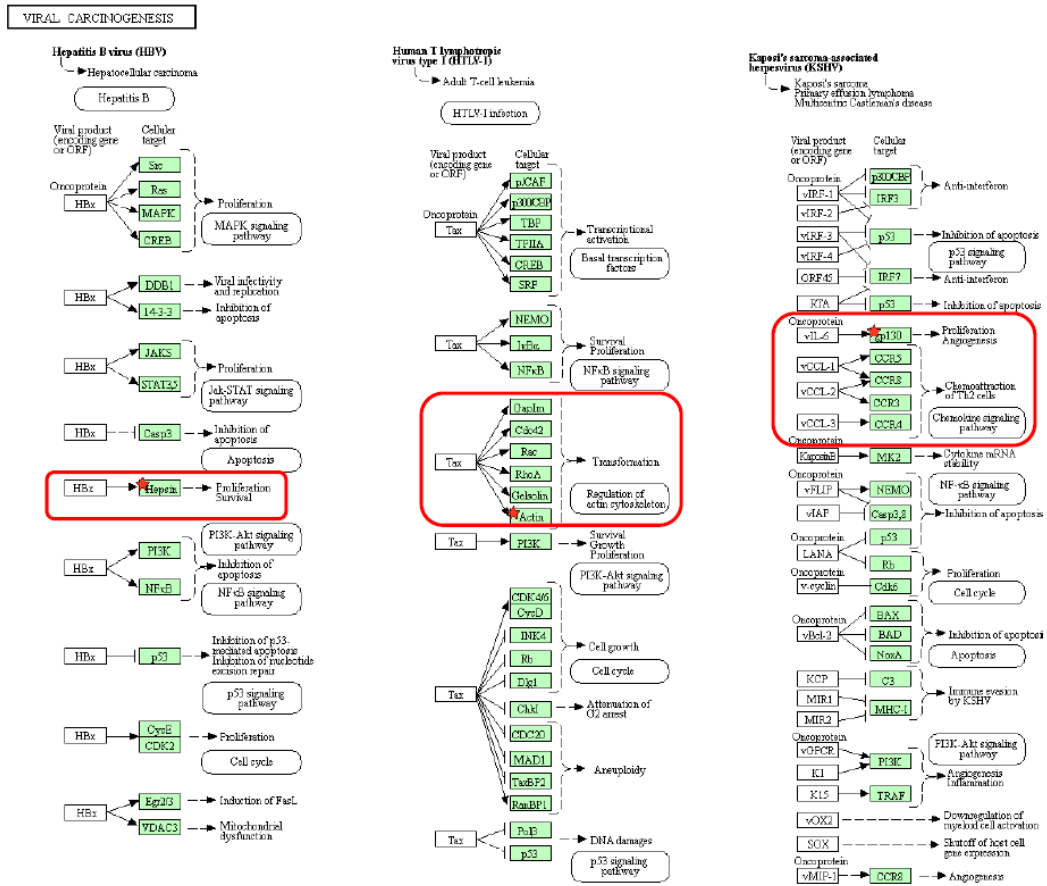 VIRAL CARCINOGENESIS
Hepatitis B virus (HBV)
Hepatocellular carcinoma
Hepatitis B
Viral product
(encoding gene
or ORF)
Cellular
target
Oncoprotein
HBx
Src
Ras
MAPK
CREB
Proliferation
MAPK signaling
pathway
HBx
DDB1
14-3-3
Viral infectivity
and replication
Inhibition of
apoptosis
HBx
JAKS
STAT3,5
Proliferation
Jak-STAT signaling
pathway
HBx
Casp3
Inhibition of
apoptosis
Apoptosis
HBx
Hepsin
Proliferation
Survival
PI3K-Akt signaling
pathway
HBx
PI3K
NFκB
Inhibition of
apoptosis
NFκB signaling
pathway
HBx
p53
Inhibition of p53-
mediated apoptosis
Inhibition of nucleotide
excision repair
p53 signaling
pathway
HBx
CycE
CDK2
Proliferation
Cell cycle
HBx
Egr2/3
VDAC3
Induction of FasL
Mitochondrial
dysfunction
Human T lymphotropic
virus type 1 (HTLV-1)
Adult T-cell leukemia
HTLV-I infection
Viral product
(encoding gene
or ORF)
Cellular
target
Oncoprotein
Tax
p/CAF
p300/CBP
TBP
TFIIA
CREB
SRF
Transcriptional
activation
Basal transcription
factors
Tax
NEMO
IκBα
NFκB
Survival
Proliferation
NFκB signaling
pathway
Tax
Gap1m
Cdc42
Rac
RhoA
Gelsolin
Actin
Transformation
Regulation of
actin cytoskeleton
Tax
PI3K
Survival
Growth
Proliferation
PI3K-Akt signaling
pathway
Tax
CDK4/6
CycD
INK4
Rb
Dlg1
Chk1
CDC20
MAD1
TaxBP2
RanBP1
Cell growth
Cell cycle
Attenuation of
G2 arrest
Aneuploidy
Tax
Polβ
p53
DNA damages
p53 signaling
pathway
Kaposi's sarcoma-associated
herpesvirus (KSHV)
Kaposi's sarcoma
Primary effusion lymphoma
Multicentric Castleman's disease
Viral product
(encoding gene
or ORF)
Cellular
target
Oncoprotein
vIRF-1
vIRF-2
p300/CBP
IRF3
Anti-interferon
vIRF-3
vIRF-4
p53
Inhibition of apoptosis
p53 signaling
pathway
ORF45
IRF7
Anti-interferon
RTA
p53
Inhibition of apoptosis
Oncoprotein
vIL-6
gp130
Proliferation
Angiogenesis
vCCL-1
vCCL-2
vCCL-3
CCR5
CCR8
CCR3
CCR4
Chemoattraction
of Th2 cells
Chemokine signaling
pathway
KaposinB
MK2
Cytokine mRNA
stability
Oncoprotein
vFLIP
vIAP
NEMO
Casp3,8
NF-κB signaling
pathway
Inhibition of apoptosis
Oncoprotein
LANA
p53
Rb
Oncoprotein
v-cyclin
Cdk6
Proliferation
Cell cycle
Oncoprotein
vBcl-2
BAX
BAD
NoxA
Inhibition of apoptosis
Apoptosis
KCP
MIR1
MIR2
C3
MHC-I
Immune evasion
by KSHV
Oncoprotein
vGPCR
K1
K15
PI3K
TRAF
PI3K-Akt signaling
pathway
Angiogenesis
Inflammation
vOX2
Downregulation of
myeloid cell activation
SOX
Shutoff of host cell
gene expression
Oncoprotein
vMIP-1
CCR8
Angiogenesis